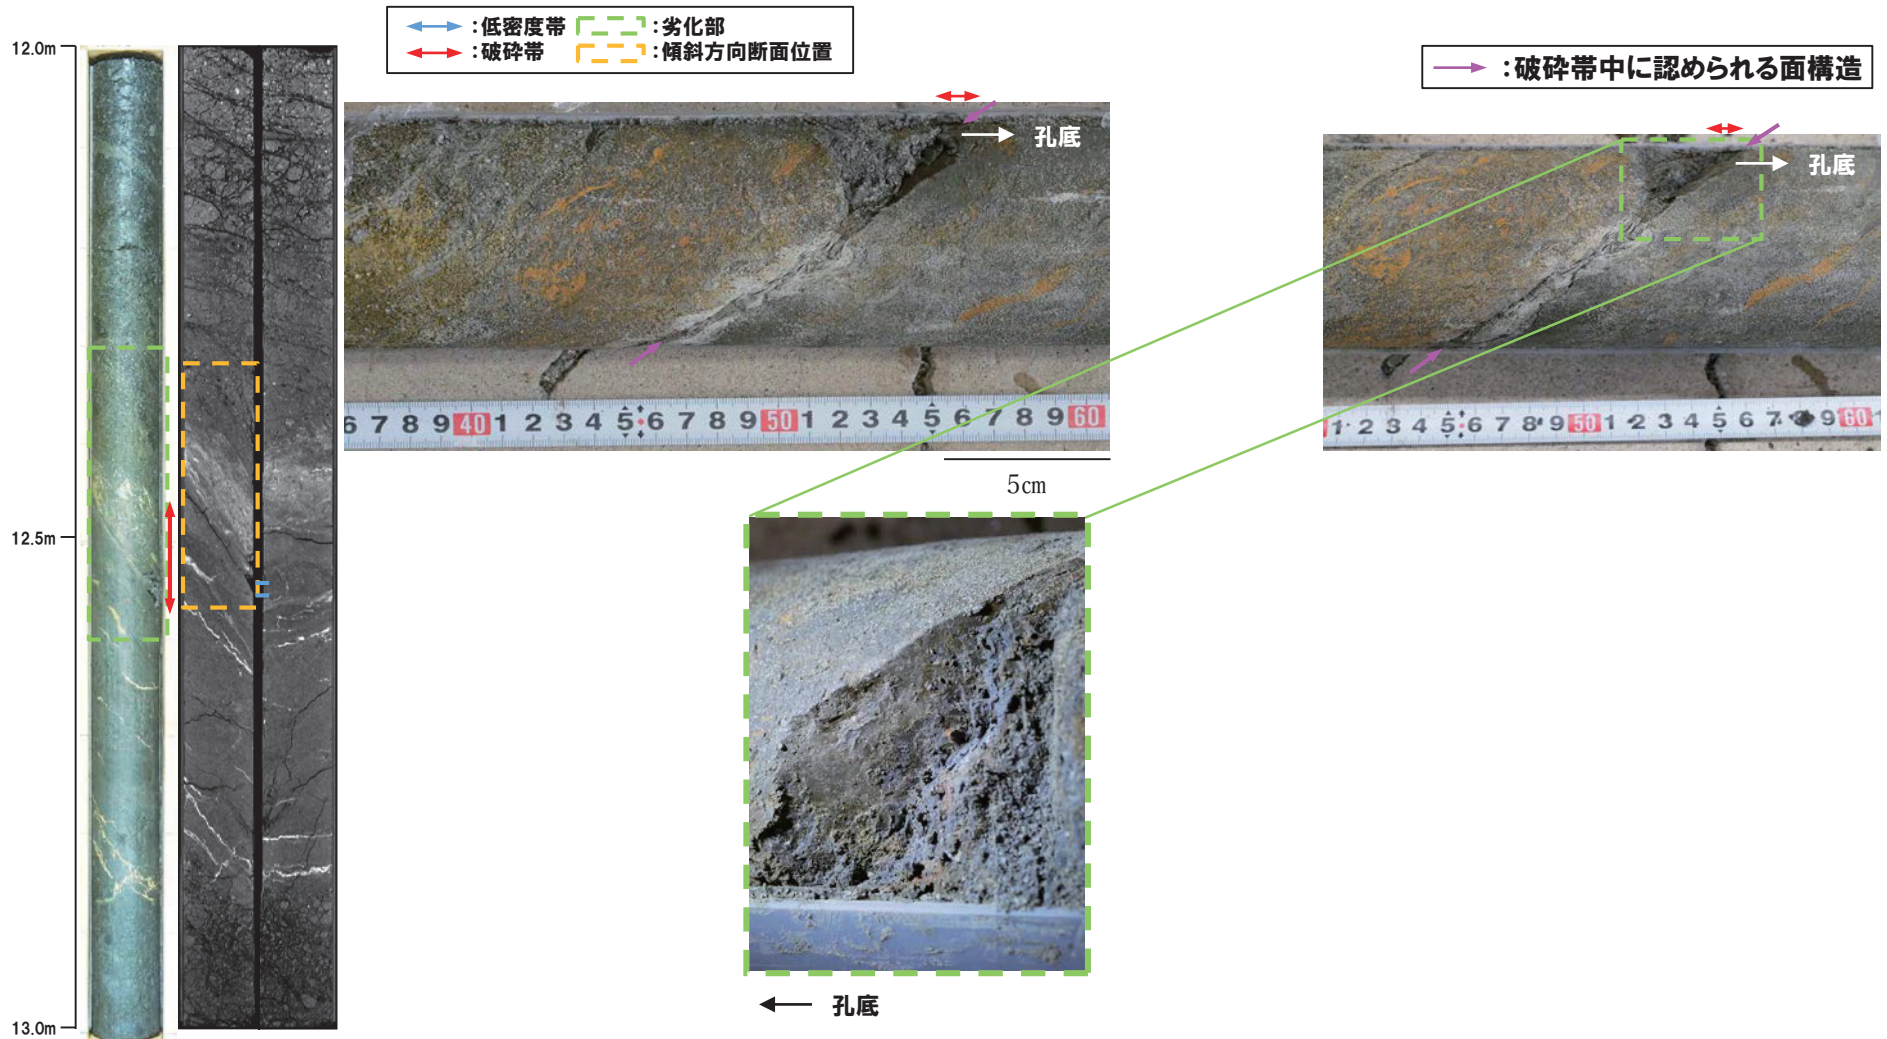 :低密度帯
:劣化部
:破砕帯
:傾斜方向断面位置
:破砕帯中に認められる面構造
12.0m
12.5m
13.0m
孔底
6 7 8 9 40 1 2 3 4 5 6 7 8 9 50 1 2 3 4 5 6 7 8 9 60
5cm
孔底
1 2 3 4 5 6 7 8 9 50 1 2 3 4 5 6 7 9 60 1
孔底